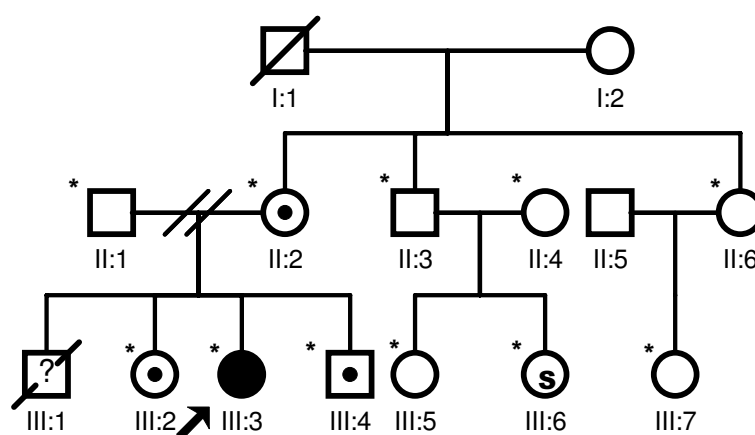 I:1 I:2
* * * * *
II:1 II:2 II:3 II:4 II:5 II:6
* * * * * *
? s
III:1 III:2 III:3 III:4 III:5 III:6 III:7